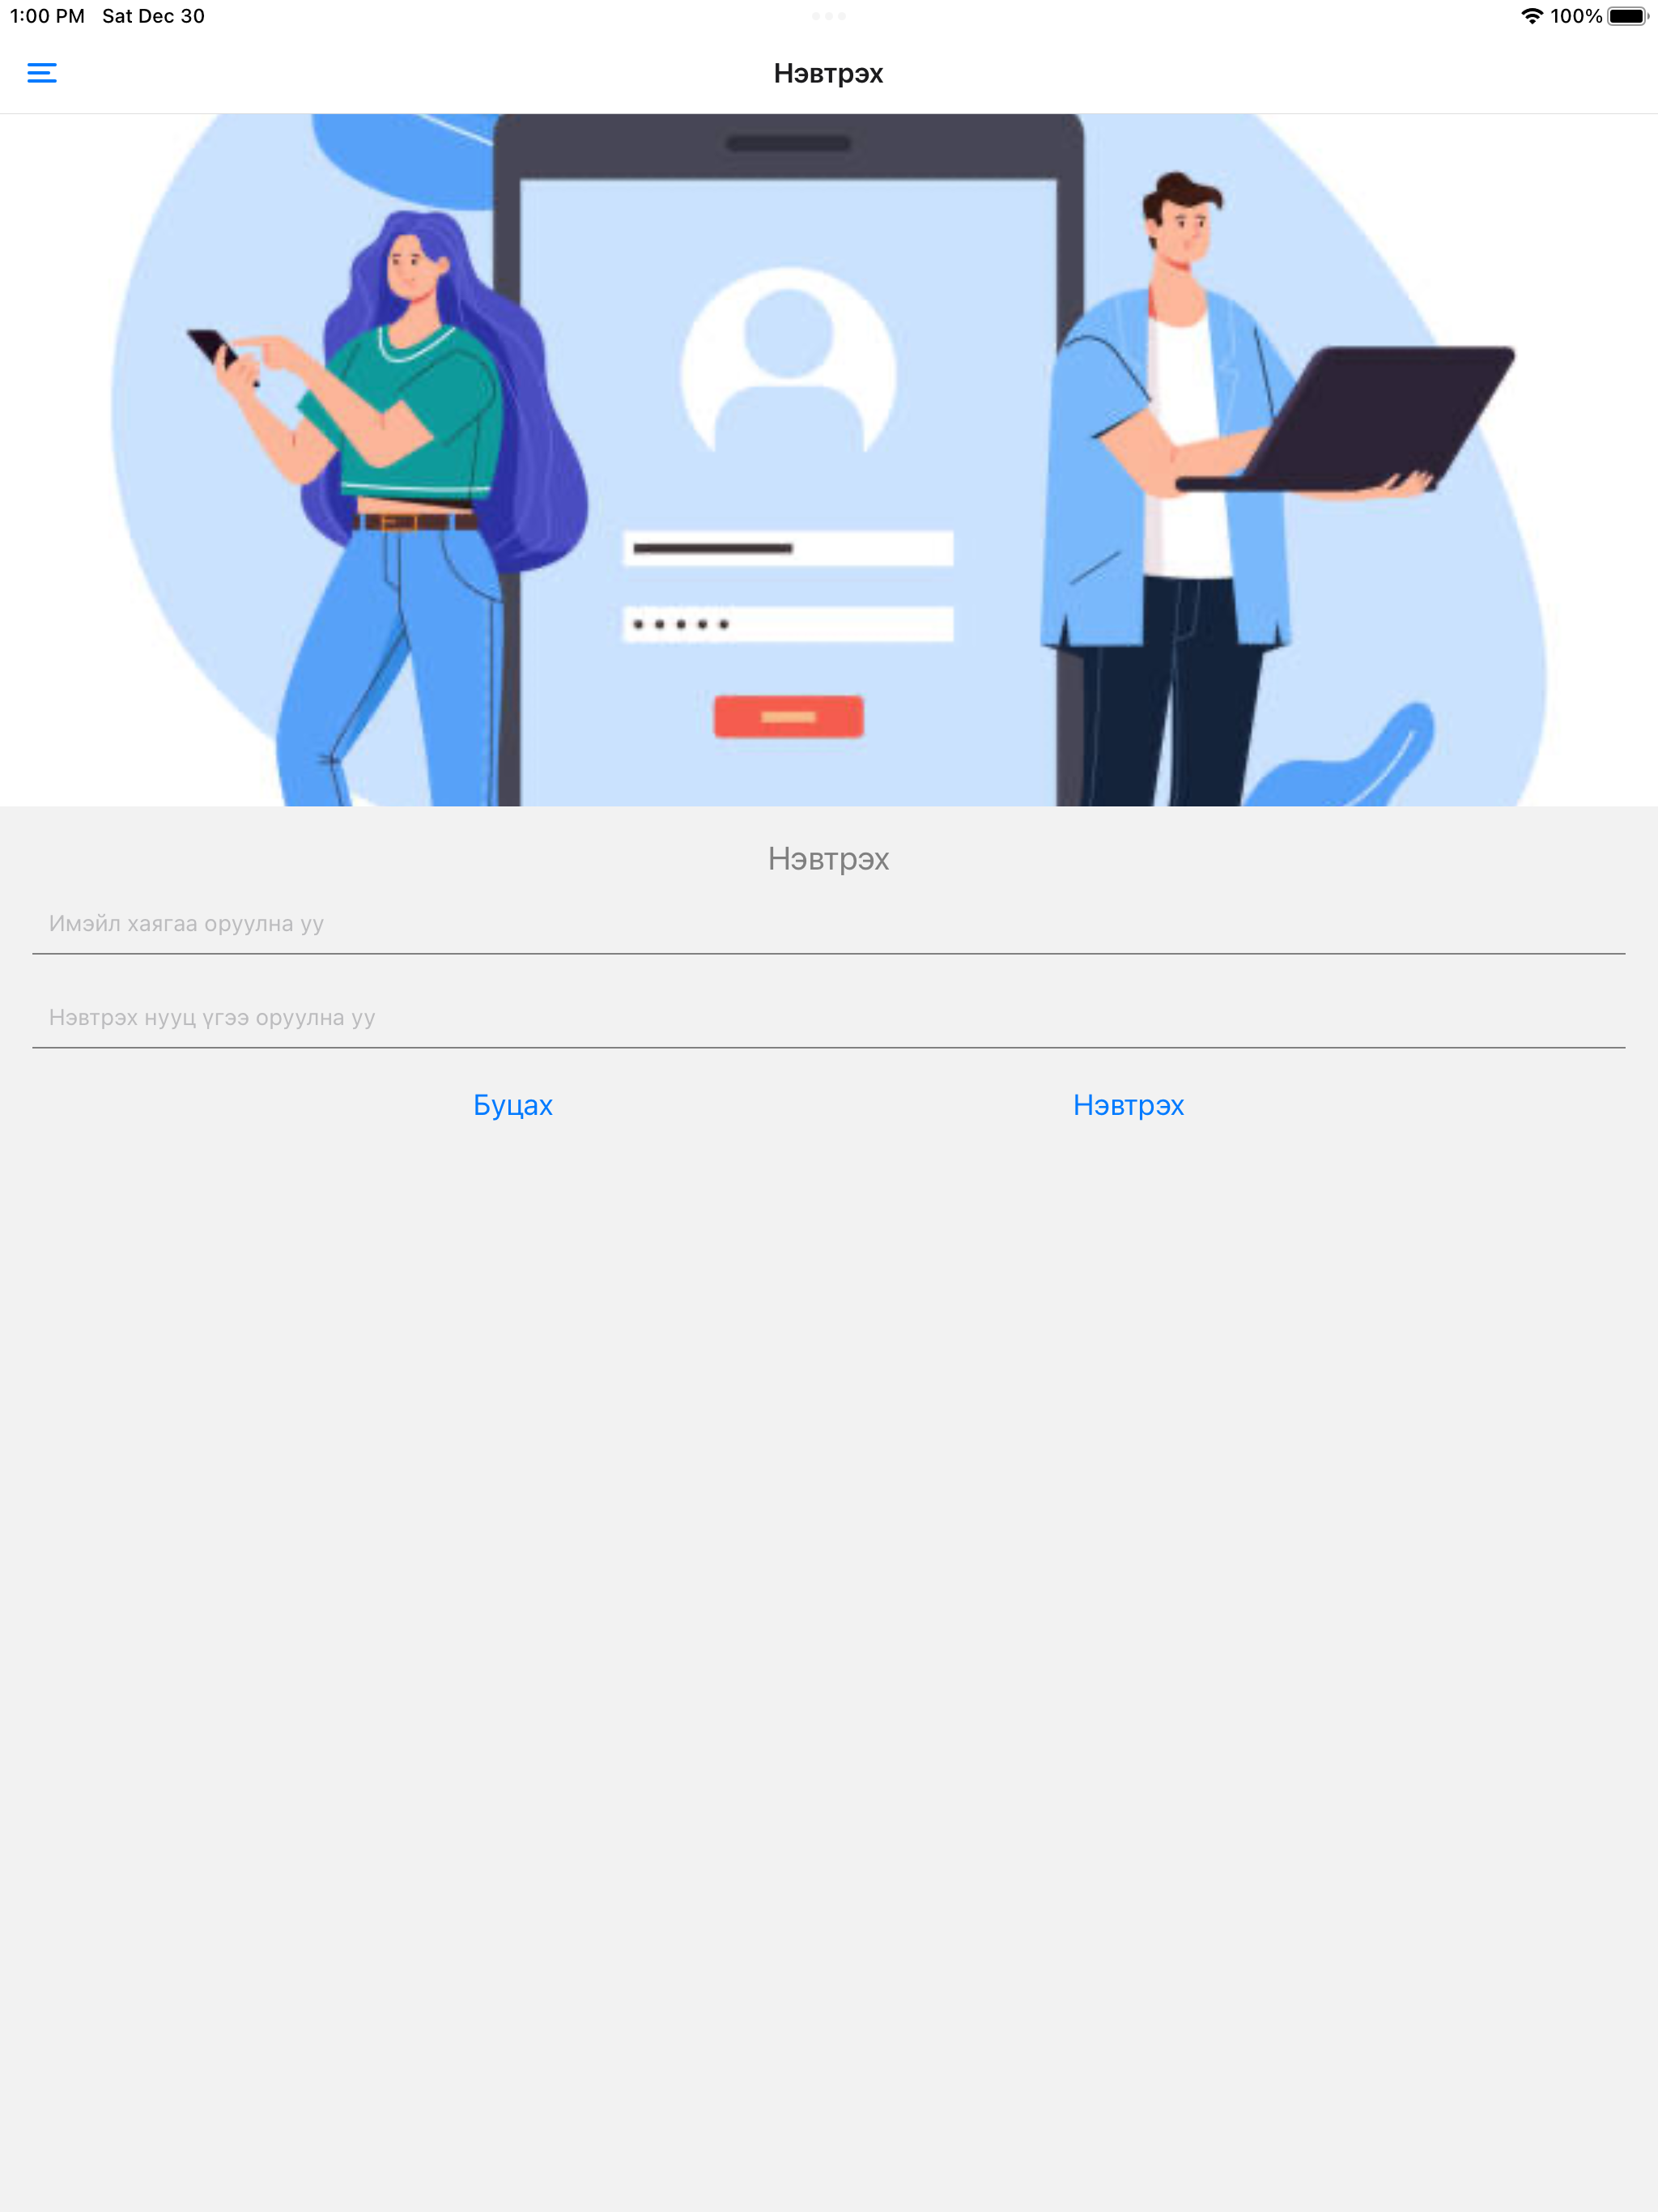 1:00 PM Sat Dec 30 100%
Нэвтрэх
Нэвтрэх
Имэйл хаягаа оруулна уу
Нэвтрэх нууц үгээ оруулна уу
Буцах Нэвтрэх